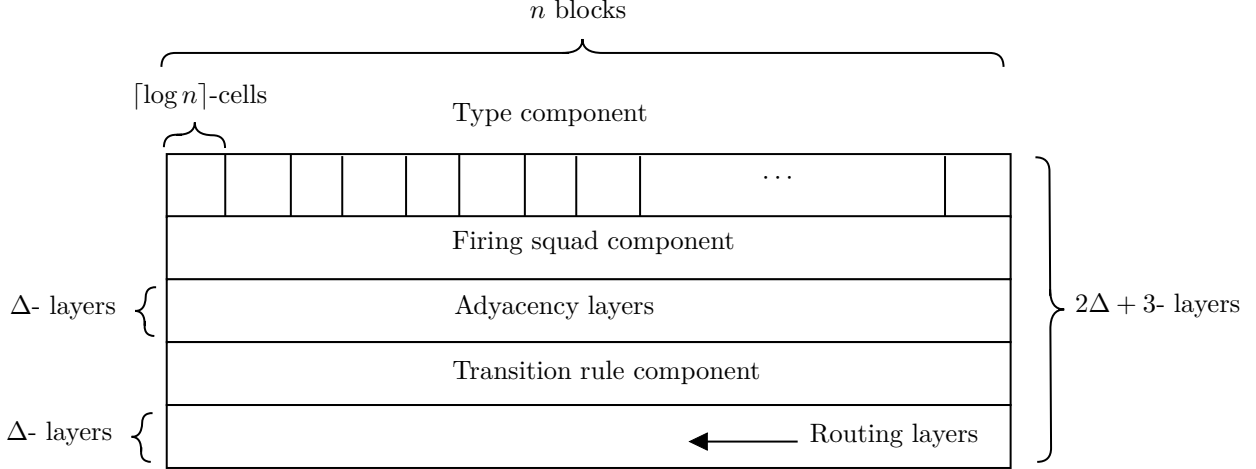 n blocks
⌈log n⌉-cells
Type component
...
Firing squad component
Δ- layers
Adyacency layers
2Δ + 3- layers
Transition rule component
Δ- layers
Routing layers